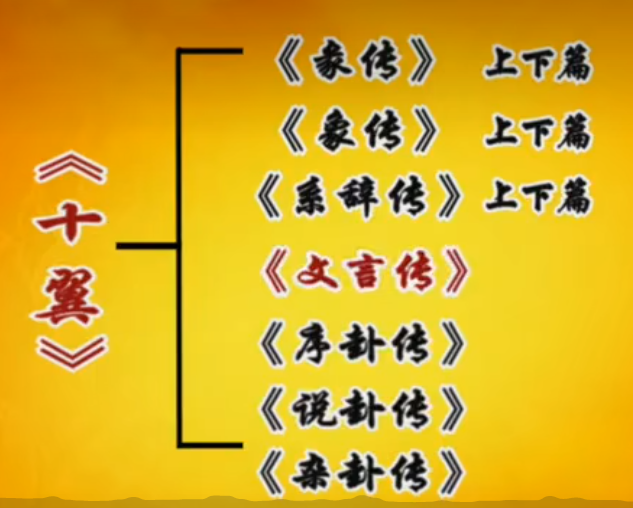 《十翼》
《彖传》 上下篇
《象传》 上下篇
《系辞传》 上下篇
《文言传》
《序卦传》
《说卦传》
《杂卦传》